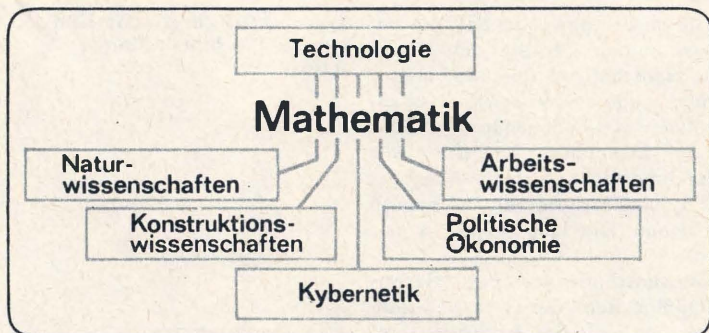 Technologie
Mathematik
Natur-
wissenschaften
Arbeits-
wissenschaften
Konstruktions-
wissenschaften
Politische
Ökonomie
Kybernetik